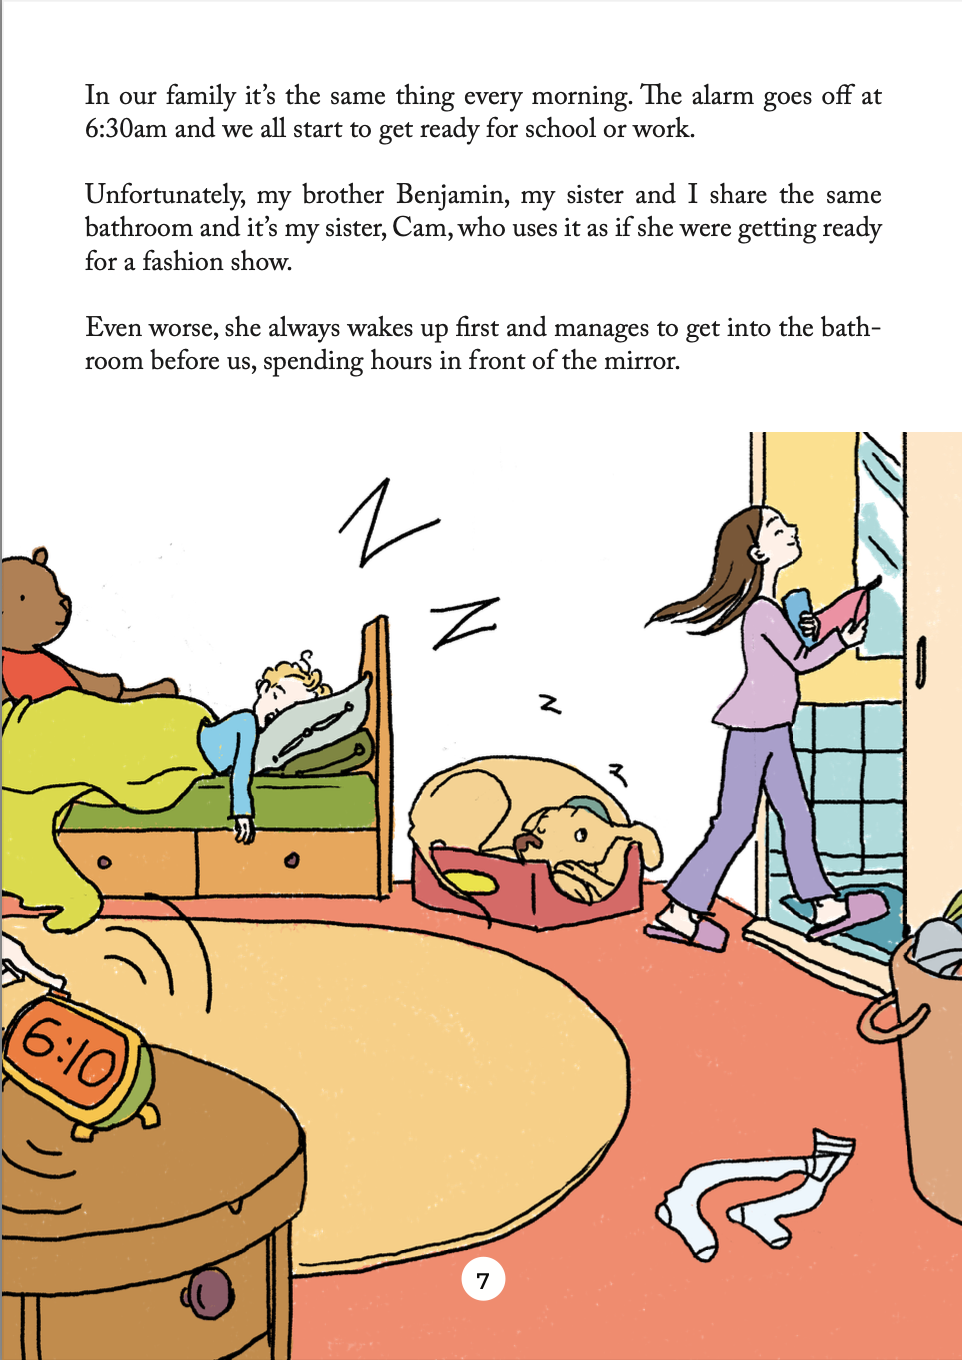 In our family it’s the same thing every morning. The alarm goes off at
6:30am and we all start to get ready for school or work.
Unfortunately, my brother Benjamin, my sister and I share the same
bathroom and it’s my sister, Cam, who uses it as if she were getting ready
for a fashion show.
Even worse, she always wakes up first and manages to get into the bath-
room before us, spending hours in front of the mirror.
Z
Z
z
z
6:10
7